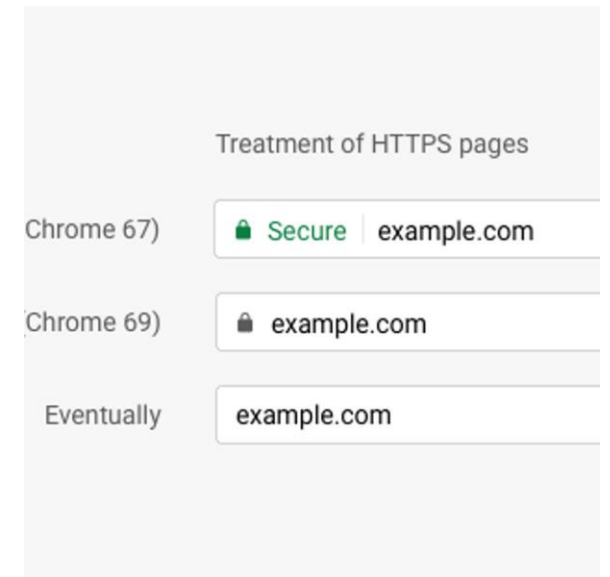 Treatment of HTTPS pages
Chrome 67) Secure example.com
(Chrome 69) example.com
Eventually example.com